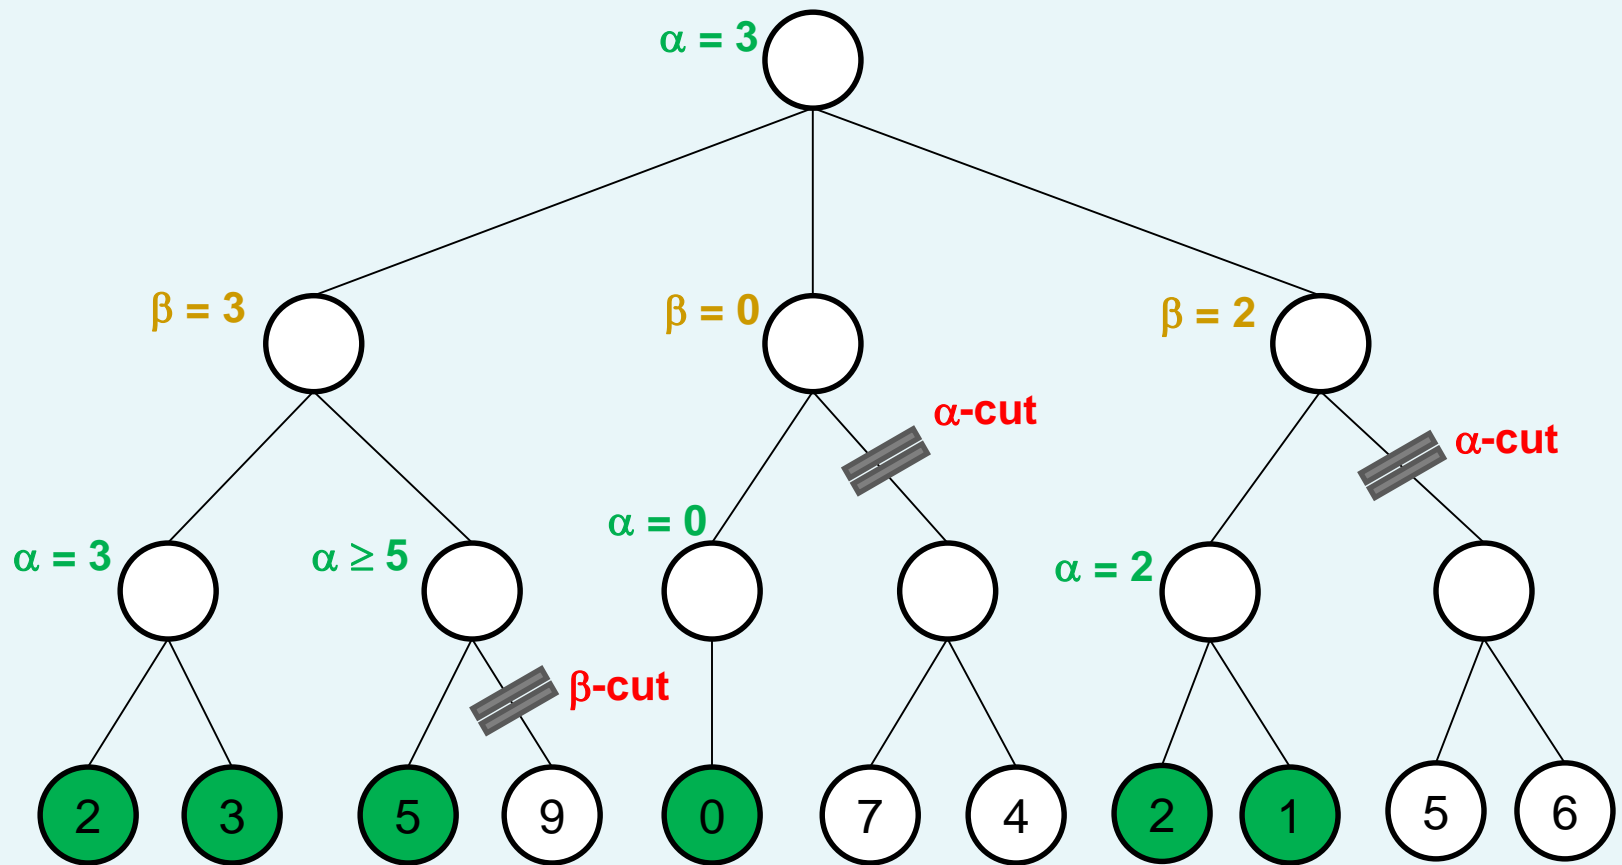 α = 3
β = 3
β = 0
β = 2
α-cut
α-cut
α = 3
α ≥ 5
α = 0
α = 2
β-cut
2 3 5 9 0 7 4 2 1 5 6